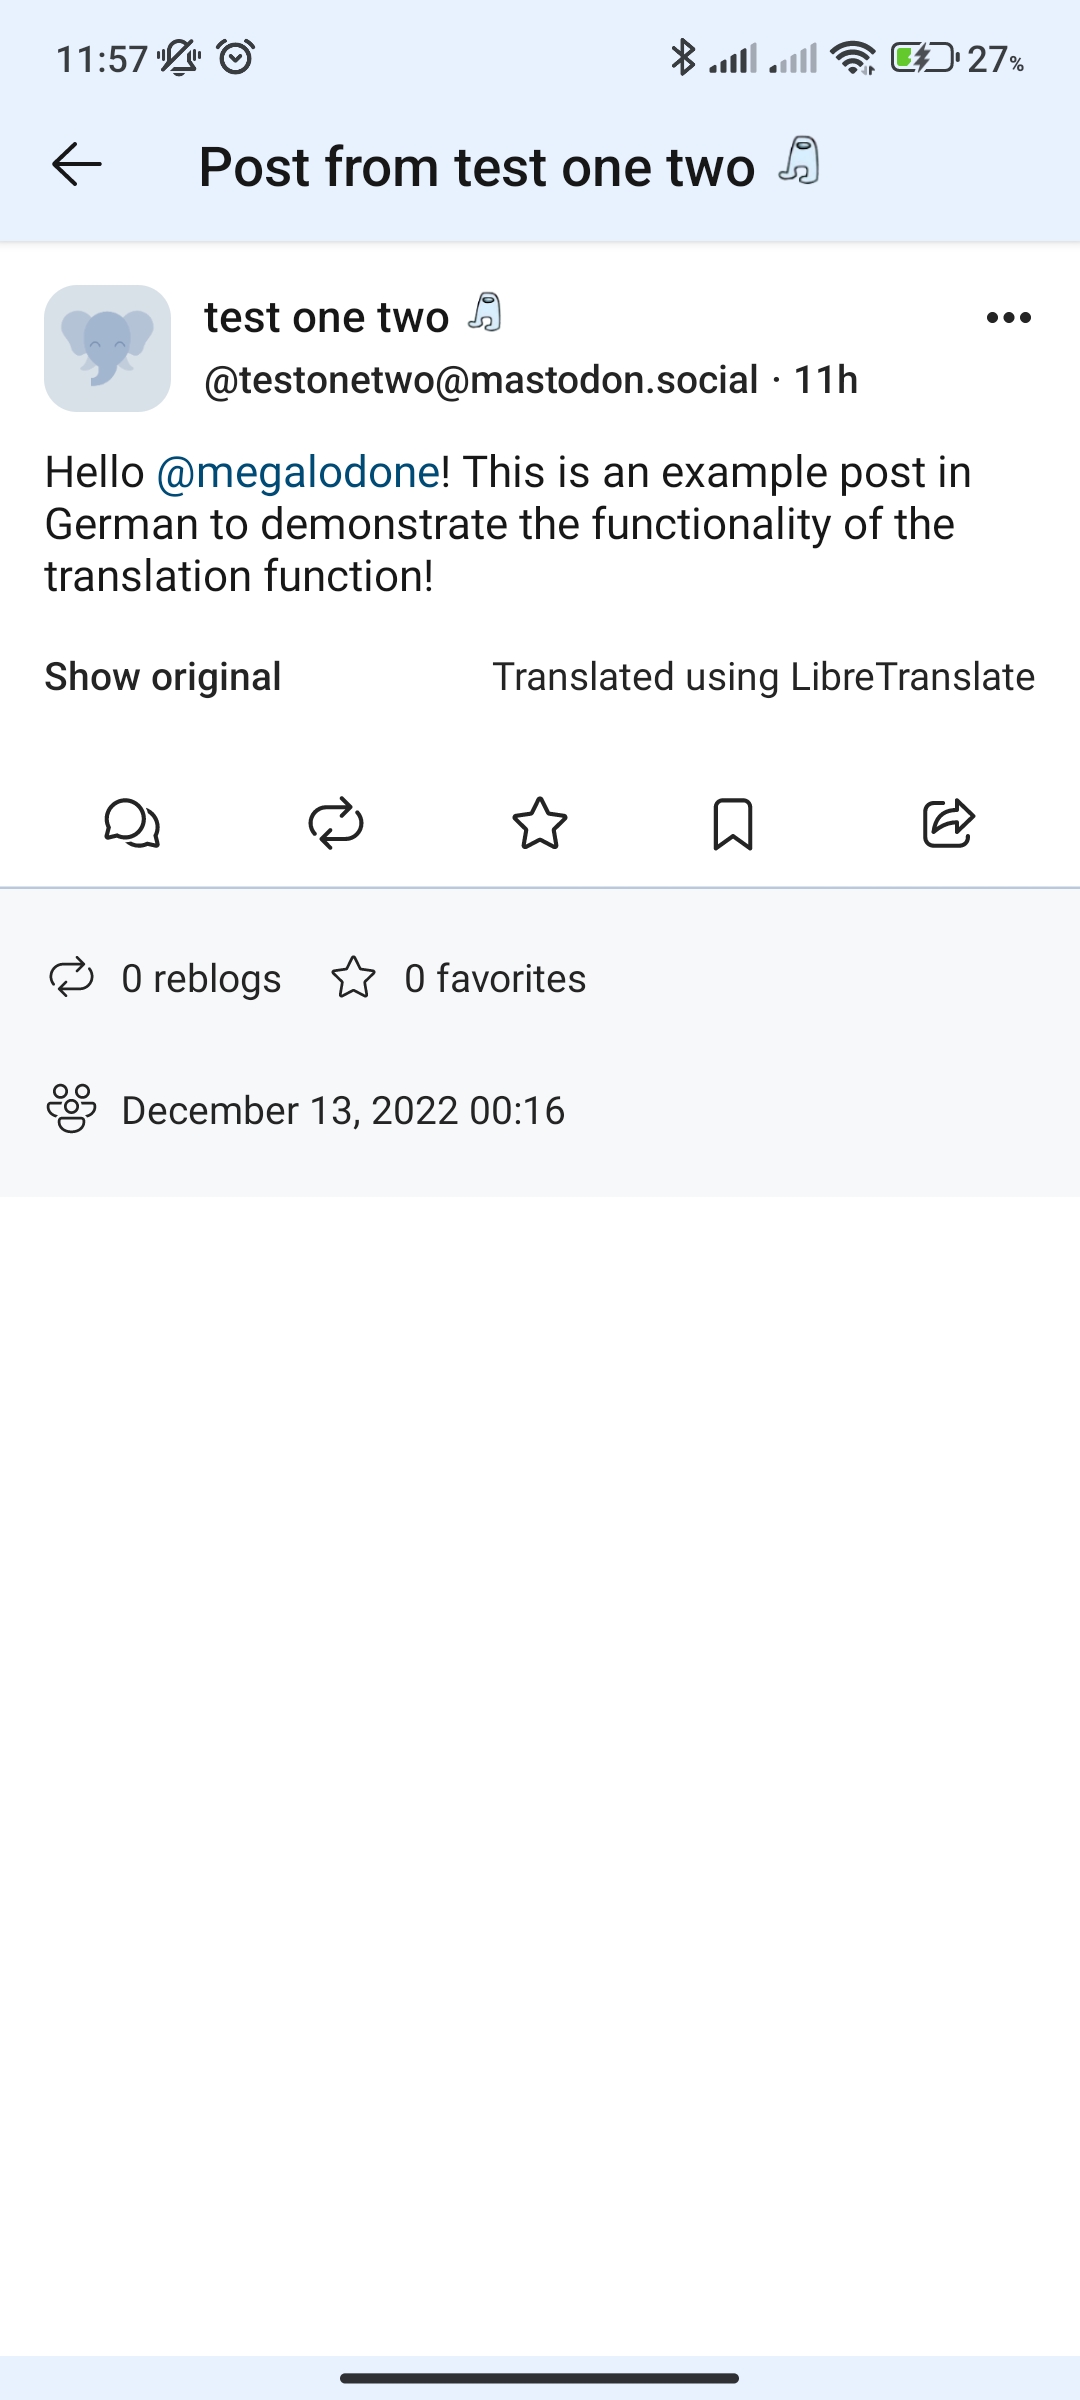 11:57 27%
Post from test one two
test one two
@testonetwo@mastodon.social · 11h
Hello @megalodone! This is an example post in
German to demonstrate the functionality of the
translation function!
Show original Translated using LibreTranslate
0 reblogs 0 favorites
December 13, 2022 00:16